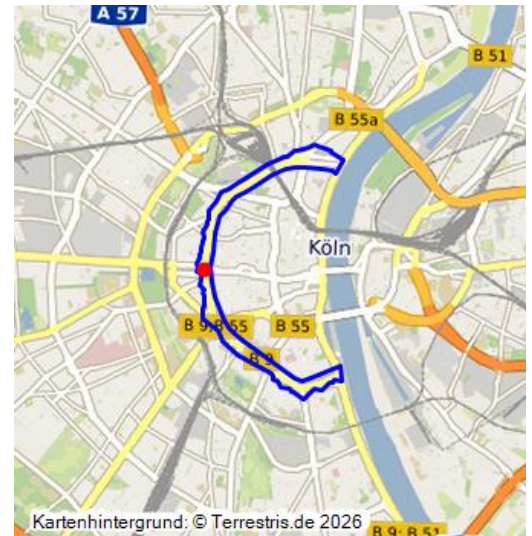 A 57
B 51
B 55a
Köln
B 9;B 55
B 55
B 9
Kartenhintergrund: © Terrestris.de 2026
B 9; B 51